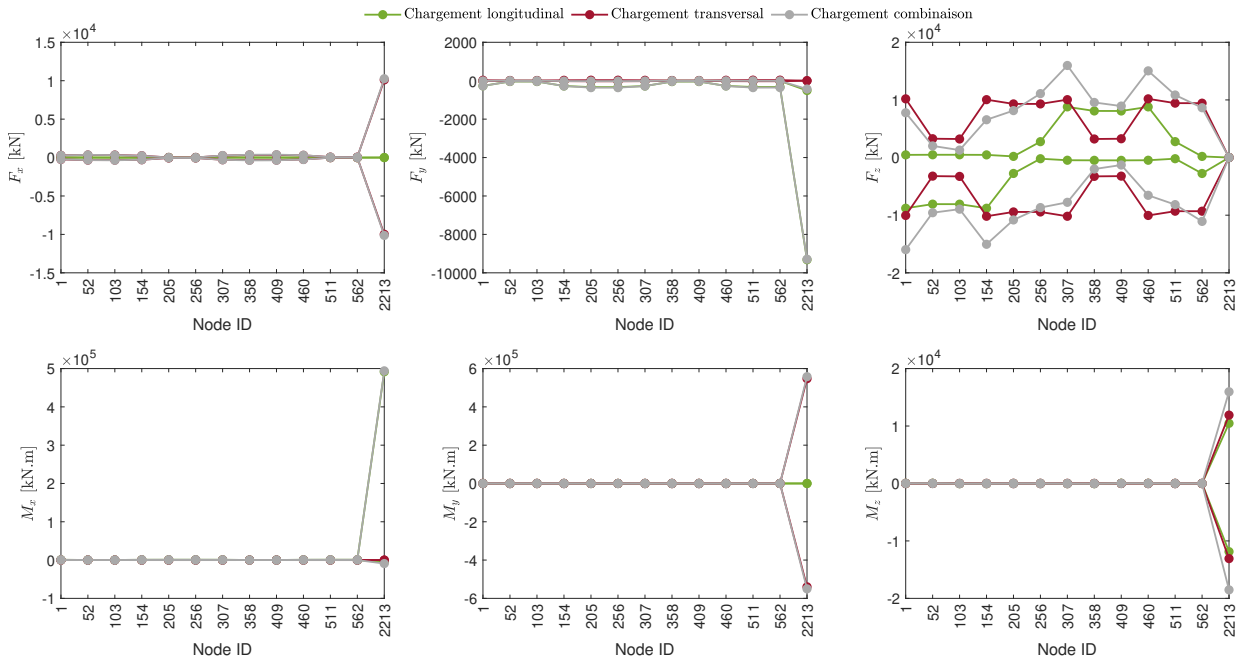 Chargement longitudinal Chargement transversal Chargement combinaison
×10^4
1.5
1
0.5
0
-0.5
-1
-1.5
F_x [kN]
1 52 103 154 205 256 307 358 409 460 511 562 2213
Node ID
2000
0
-2000
-4000
-6000
-8000
-10000
F_y [kN]
1 52 103 154 205 256 307 358 409 460 511 562 2213
Node ID
×10^4
2
1
0
-1
-2
F_z [kN]
1 52 103 154 205 256 307 358 409 460 511 562 2213
Node ID
×10^5
5
4
3
2
1
0
-1
M_x [kN.m]
1 52 103 154 205 256 307 358 409 460 511 562 2213
Node ID
×10^5
6
4
2
0
-2
-4
-6
M_y [kN.m]
1 52 103 154 205 256 307 358 409 460 511 562 2213
Node ID
×10^4
2
1
0
-1
-2
M_z [kN.m]
1 52 103 154 205 256 307 358 409 460 511 562 2213
Node ID